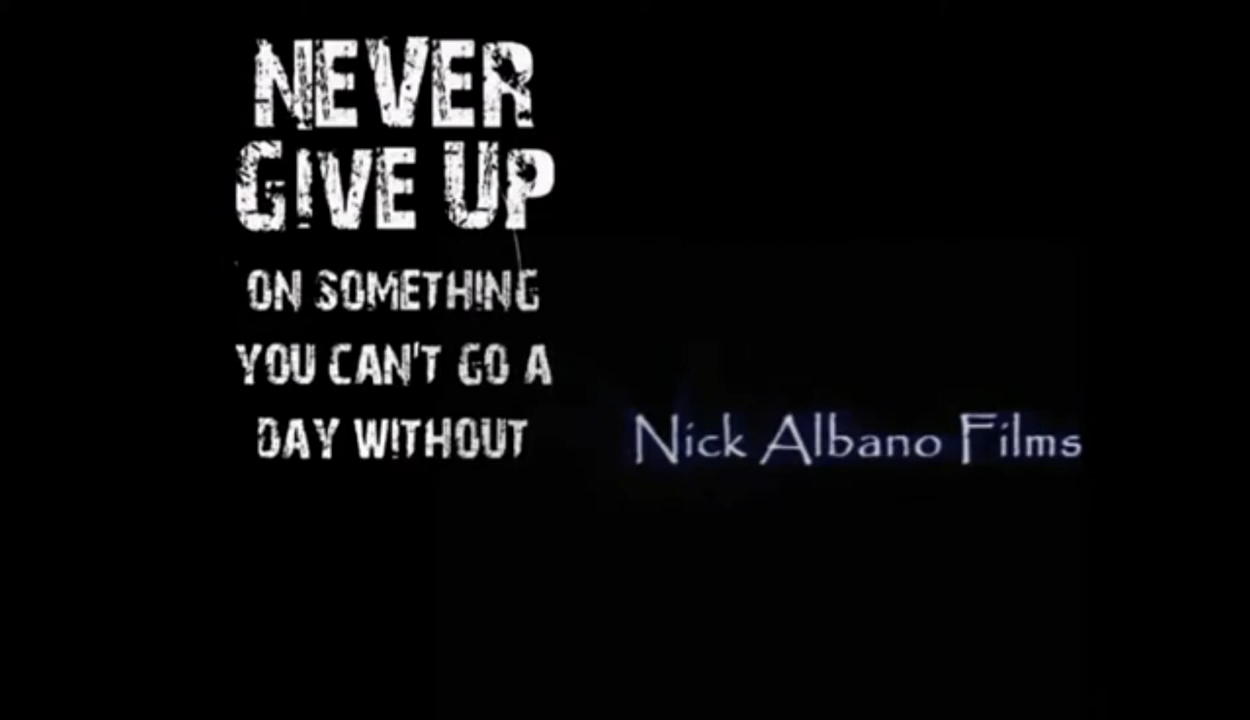 NEVER
GIVE UP
ON SOMETHING
YOU CAN'T GO A
DAY WITHOUT
Nick Albano Films